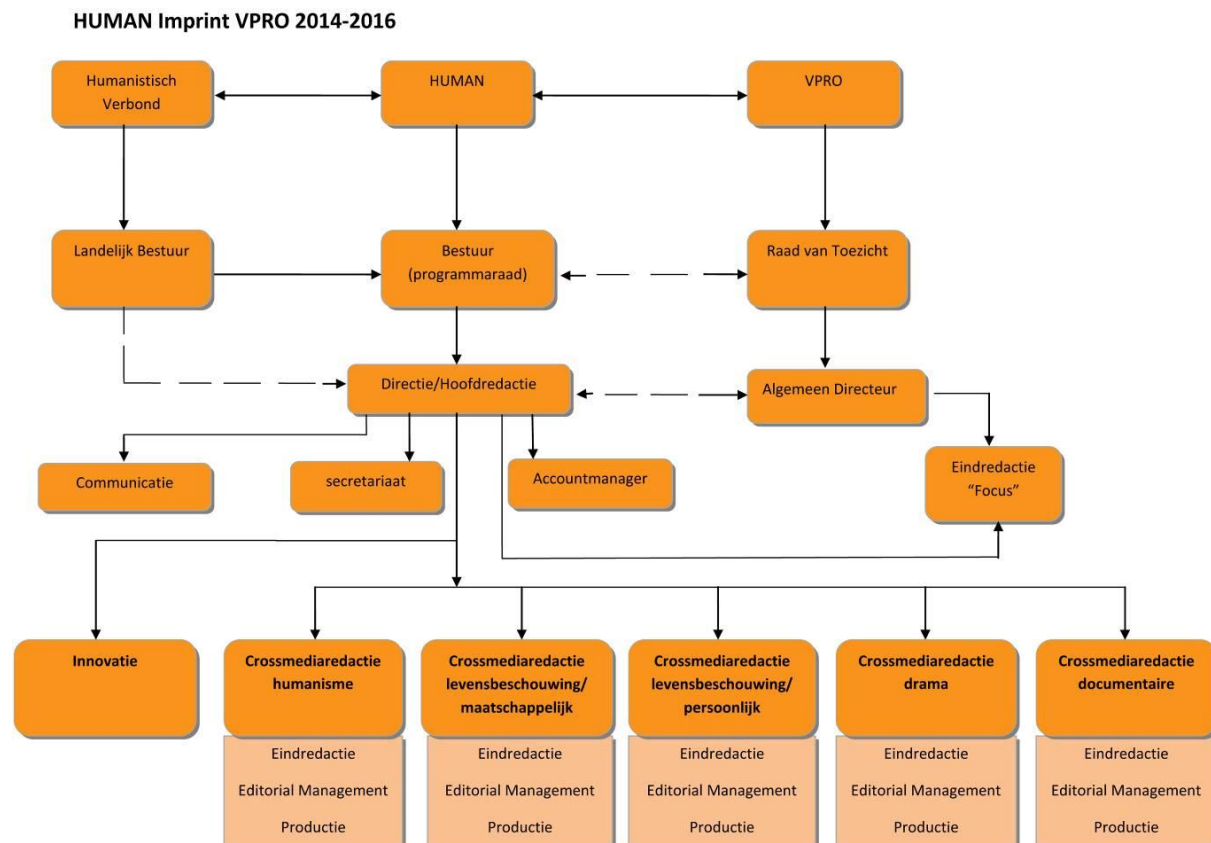 HUMAN Imprint VPRO 2014-2016
Humanistisch
Verbond
HUMAN
VPRO
Landelijk Bestuur
Bestuur
(programmaraad)
Raad van Toezicht
Directie/Hoofdredactie
Algemeen Directeur
Communicatie
secretariaat
Accountmanager
Eindredactie
“Focus”
Innovatie
Crossmediaredactie
humanisme
Crossmediaredactie
levensbeschouwing/
maatschappelijk
Crossmediaredactie
levensbeschouwing/
persoonlijk
Crossmediaredactie
drama
Crossmediaredactie
documentaire
Eindredactie
Editorial Management
Productie
Eindredactie
Editorial Management
Productie
Eindredactie
Editorial Management
Productie
Eindredactie
Editorial Management
Productie
Eindredactie
Editorial Management
Productie